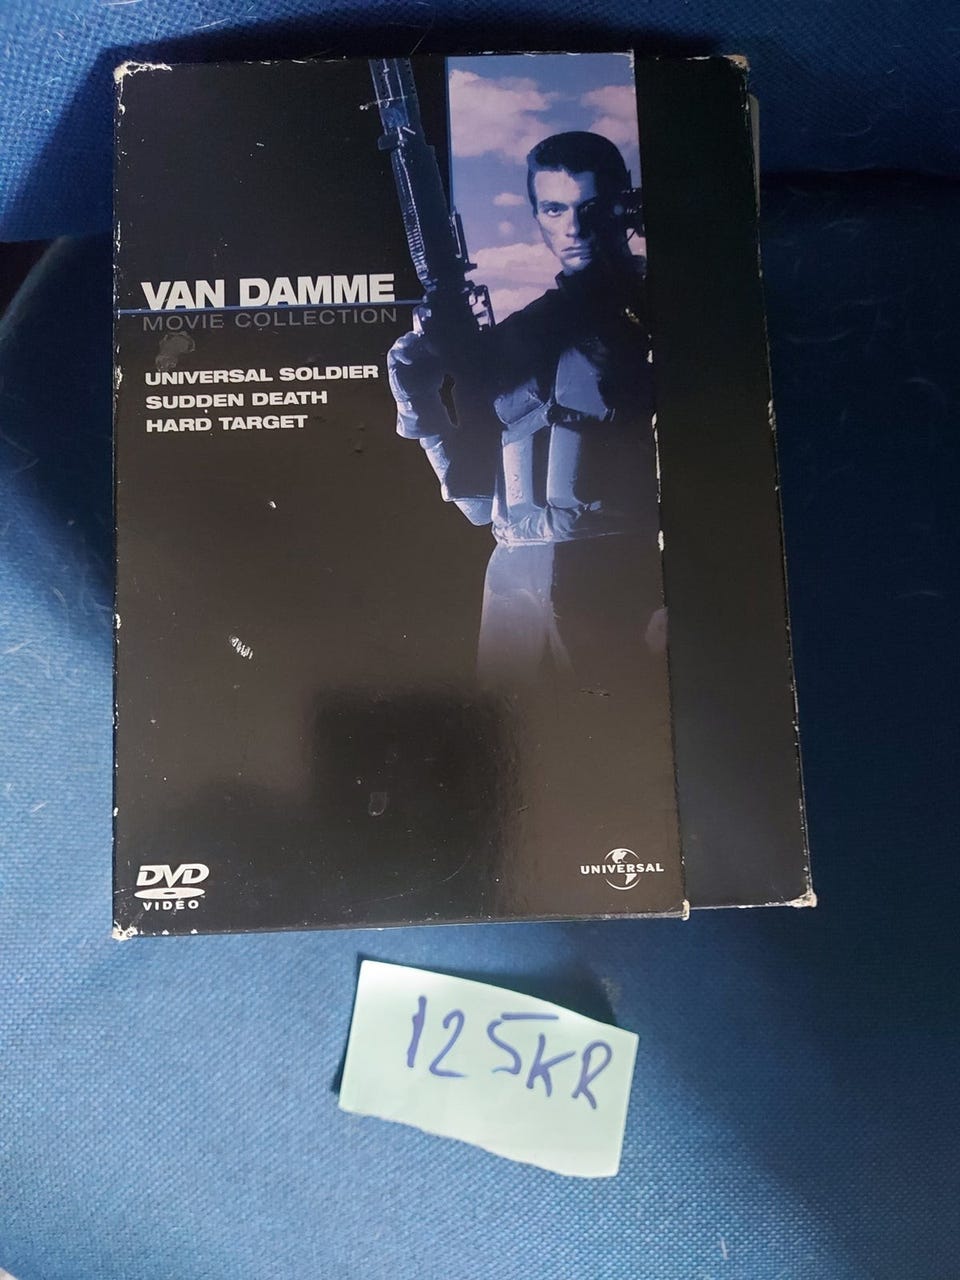 VAN DAMME
MOVIE COLLECTION
UNIVERSAL SOLDIER
SUDDEN DEATH
HARD TARGET
DVD
VIDEO
UNIVERSAL
125KR